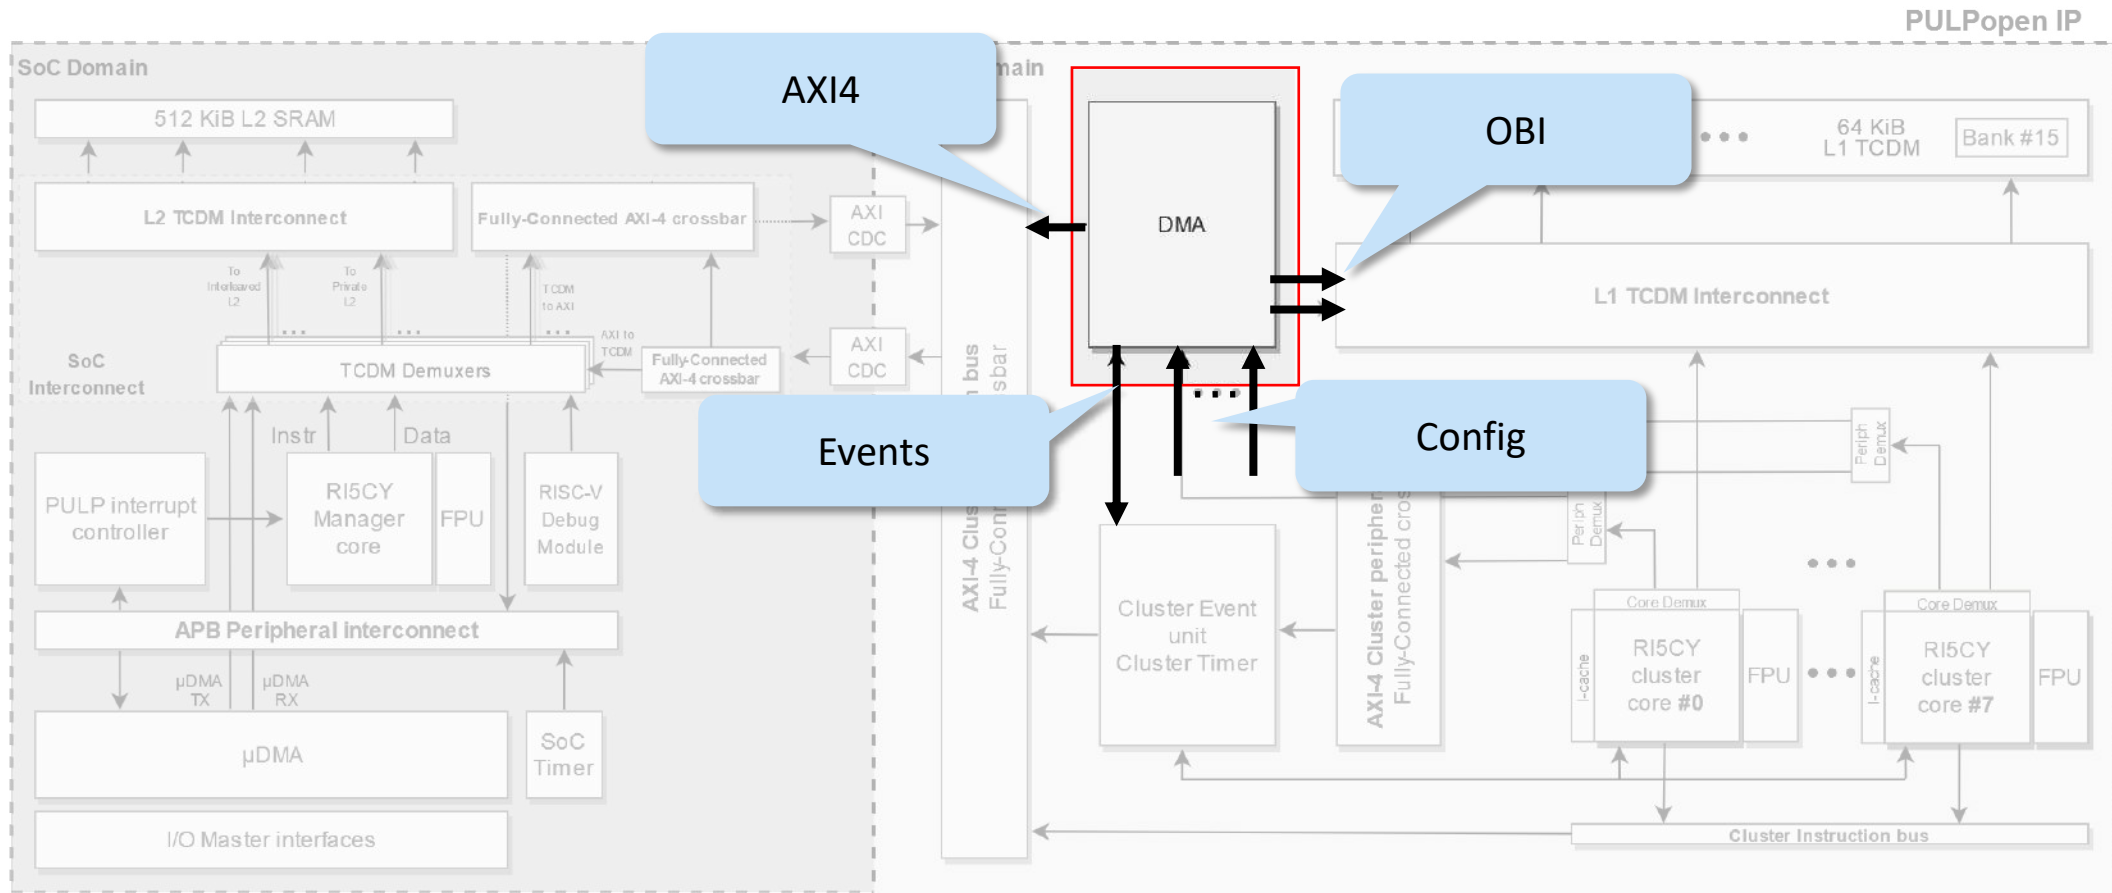 PULPopen IP
SoC Domain
main
AXI4
OBI
512 KiB L2 SRAM
64 KiB
L1 TCDM
Bank #15
L2 TCDM Interconnect
Fully-Connected AXI-4 crossbar
AXI
CDC
DMA
To
Interleaved
L2
To
Private
L2
TCDM
to AXI
L1 TCDM Interconnect
AXI to
TCDM
SoC
Interconnect
TCDM Demuxers
Fully-Connected
AXI-4 crossbar
AXI
CDC
Events
Config
Instr
Data
Periph
Demux
PULP interrupt
controller
RI5CY
Manager
core
FPU
RISC-V
Debug
Module
AXI-4 Clus
bus
Fully-Conn
sbar
Cluster Event
unit
Cluster Timer
AXI-4 Cluster peripher
Fully-Connected cros
Periph
Demux
APB Peripheral interconnect
Core Demux
I-cache
RI5CY
cluster
core #0
FPU
Core Demux
I-cache
RI5CY
cluster
core #7
FPU
µDMA
TX
µDMA
RX
µDMA
SoC
Timer
I/O Master interfaces
Cluster Instruction bus